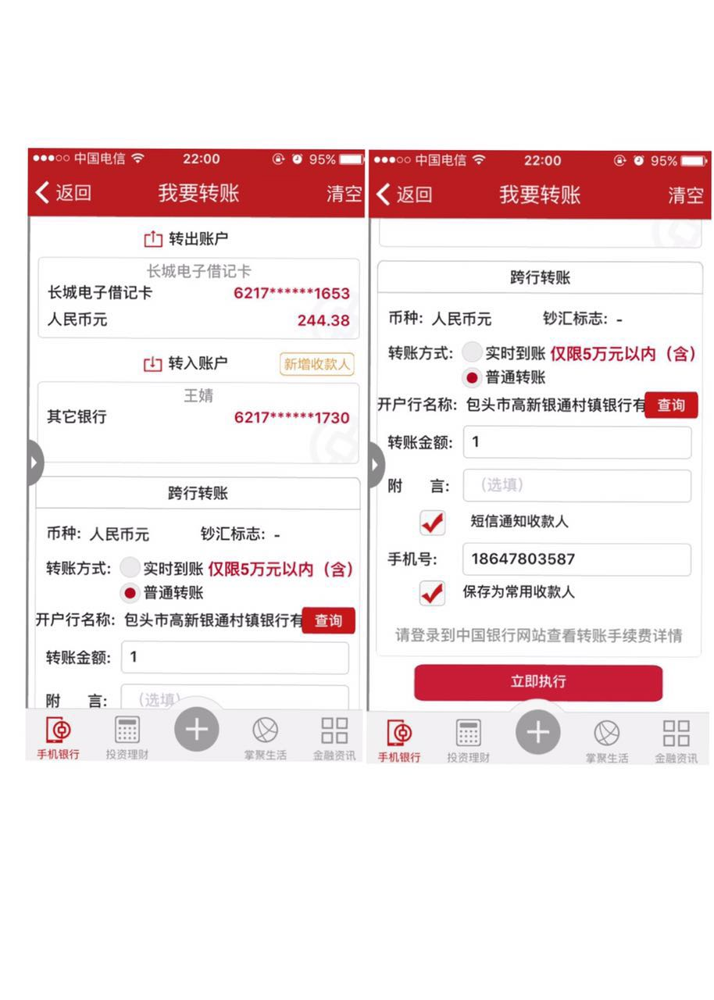 中国电信 22:00 95%
返回 我要转账 清空
转出账户
长城电子借记卡
长城电子借记卡 6217******1653
人民币元 244.38
转入账户 新增收款人
王婧
其它银行 6217******1730
跨行转账
币种: 人民币元 钞汇标志: -
转账方式: 实时到账 仅限5万元以内（含）
普通转账
开户行名称: 包头市高新银通村镇银行有 查询
转账金额: 1
附 言: （选填）
手机银行 投资理财 掌聚生活 金融资讯
中国电信 22:00 95%
返回 我要转账 清空
跨行转账
币种: 人民币元 钞汇标志: -
转账方式: 实时到账 仅限5万元以内（含）
普通转账
开户行名称: 包头市高新银通村镇银行有 查询
转账金额: 1
附 言: （选填）
短信通知收款人
手机号: 18647803587
保存为常用收款人
请登录到中国银行网站查看转账手续费详情
立即执行
手机银行 投资理财 掌聚生活 金融资讯